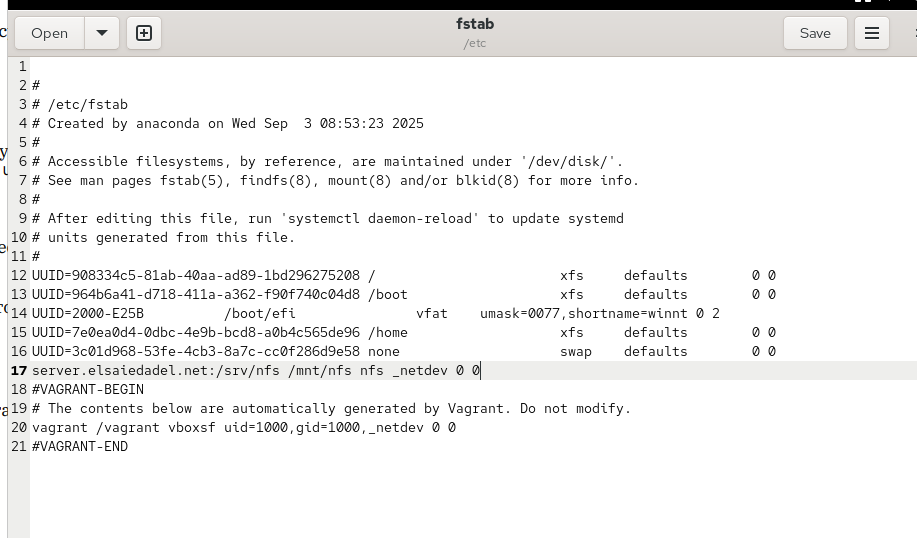 Open
fstab
/etc
Save
1
2 #
3 # /etc/fstab
4 # Created by anaconda on Wed Sep  3 08:53:23 2025
5 #
6 # Accessible filesystems, by reference, are maintained under '/dev/disk/'.
7 # See man pages fstab(5), findfs(8), mount(8) and/or blkid(8) for more info.
8 #
9 # After editing this file, run 'systemctl daemon-reload' to update systemd
10 # units generated from this file.
11 #
12 UUID=908334c5-81ab-40aa-ad89-1bd296275208 /                       xfs     defaults        0 0
13 UUID=964b6a41-d718-411a-a362-f90f740c04d8 /boot                   xfs     defaults        0 0
14 UUID=2000-E25B          /boot/efi               vfat    umask=0077,shortname=winnt 0 2
15 UUID=7e0ea0d4-0dbc-4e9b-bcd8-a0b4c565de96 /home                   xfs     defaults        0 0
16 UUID=3c01d968-53fe-4cb3-8a7c-cc0f286d9e58 none                    swap    defaults        0 0
17 server.elsaiedadel.net:/srv/nfs /mnt/nfs nfs _netdev 0 0
18 #VAGRANT-BEGIN
19 # The contents below are automatically generated by Vagrant. Do not modify.
20 vagrant /vagrant vboxsf uid=1000,gid=1000,_netdev 0 0
21 #VAGRANT-END